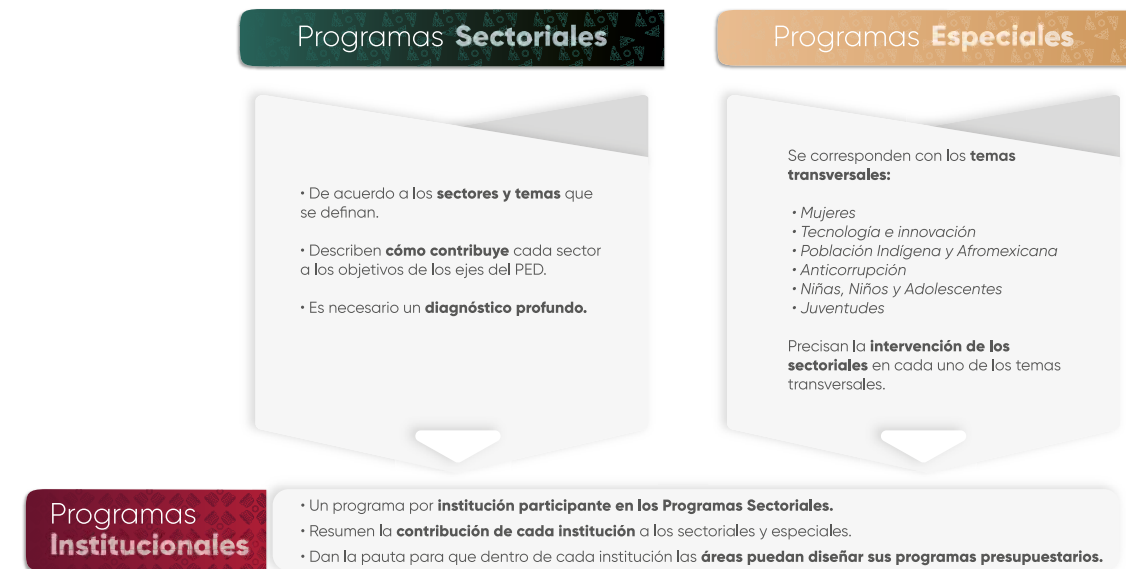 Programas Sectoriales
• De acuerdo a los sectores y temas que
se definan.
• Describen cómo contribuye cada sector
a los objetivos de los ejes del PED.
• Es necesario un diagnóstico profundo.
Programas Especiales
Se corresponden con los temas
transversales:
• Mujeres
• Tecnología e innovación
• Población Indígena y Afromexicana
• Anticorrupción
• Niñas, Niños y Adolescentes
• Juventudes
Precisan la intervención de los
sectoriales en cada uno de los temas
transversales.
Programas
Institucionales
• Un programa por institución participante en los Programas Sectoriales.
• Resumen la contribución de cada institución a los sectoriales y especiales.
• Dan la pauta para que dentro de cada institución las áreas puedan diseñar sus programas presupuestarios.